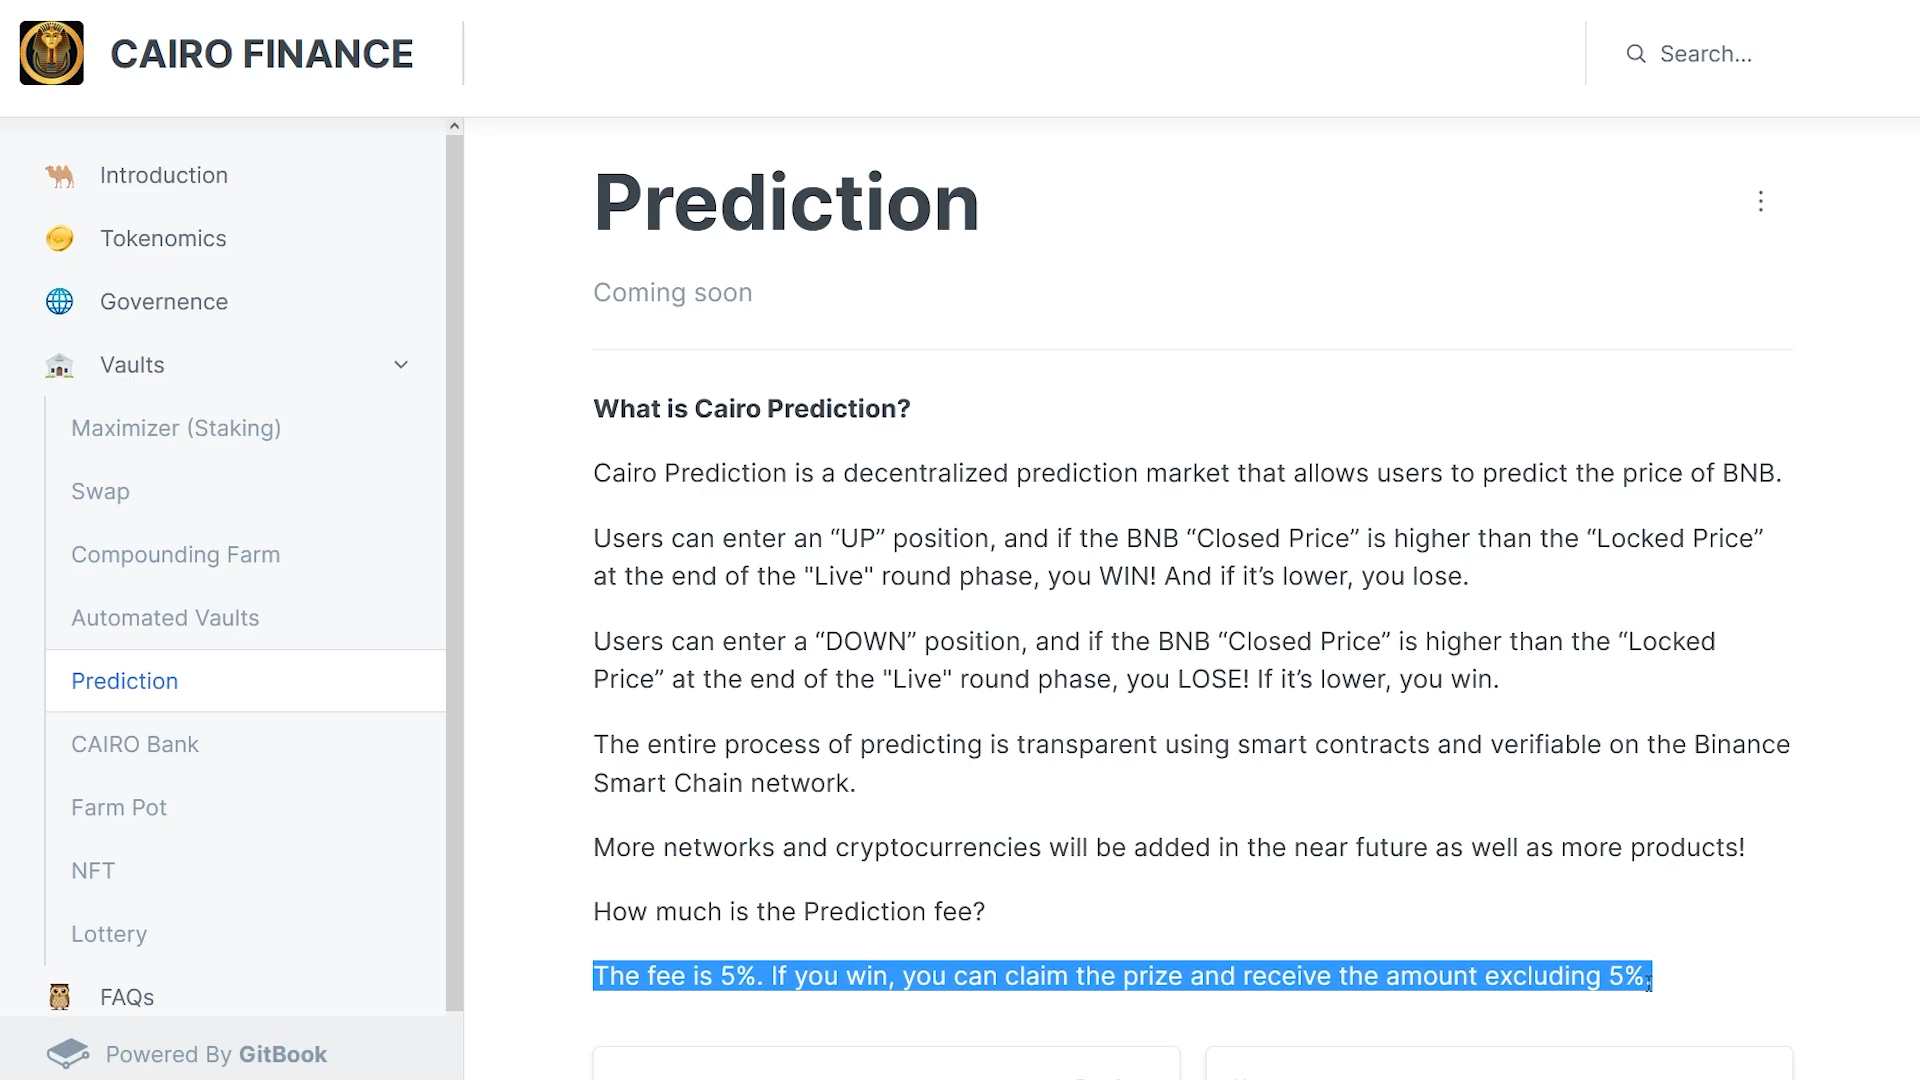 CAIRO FINANCE
Search...
Introduction
Tokenomics
Governence
Vaults
Maximizer (Staking)
Swap
Compounding Farm
Automated Vaults
Prediction
CAIRO Bank
Farm Pot
NFT
Lottery
FAQs
Powered By GitBook
Prediction
Coming soon
What is Cairo Prediction?
Cairo Prediction is a decentralized prediction market that allows users to predict the price of BNB.
Users can enter an “UP” position, and if the BNB “Closed Price” is higher than the “Locked Price”
at the end of the "Live" round phase, you WIN! And if it’s lower, you lose.
Users can enter a “DOWN” position, and if the BNB “Closed Price” is higher than the “Locked
Price” at the end of the "Live" round phase, you LOSE! If it’s lower, you win.
The entire process of predicting is transparent using smart contracts and verifiable on the Binance
Smart Chain network.
More networks and cryptocurrencies will be added in the near future as well as more products!
How much is the Prediction fee?
The fee is 5%. If you win, you can claim the prize and receive the amount excluding 5%.